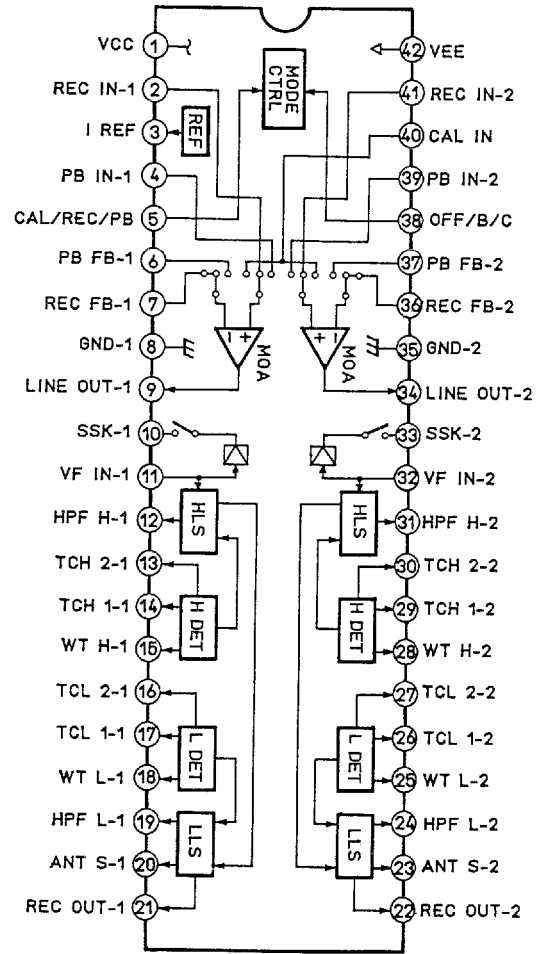 VCC 1
REC IN-1 2
I REF 3
PB IN-1 4
CAL/REC/PB 5
PB FB-1 6
REC FB-1 7
GND-1 8
LINE OUT-1 9
SSK-1 10
VF IN-1 11
HPF H-1 12
TCH 2-1 13
TCH 1-1 14
WT H-1 15
TCL 2-1 16
TCL 1-1 17
WT L-1 18
HPF L-1 19
ANT S-1 20
REC OUT-1 21
REF
MODE CTRL
- +
MOA
+ -
MOA
HLS
H DET
L DET
LLS
HLS
H DET
L DET
LLS
42 VEE
41 REC IN-2
40 CAL IN
39 PB IN-2
38 OFF/B/C
37 PB FB-2
36 REC FB-2
35 GND-2
34 LINE OUT-2
33 SSK-2
32 VF IN-2
31 HPF H-2
30 TCH 2-2
29 TCH 1-2
28 WT H-2
27 TCL 2-2
26 TCL 1-2
25 WT L-2
24 HPF L-2
23 ANT S-2
22 REC OUT-2